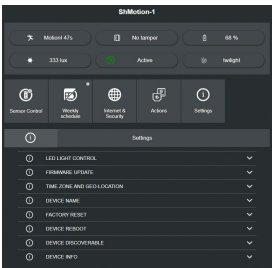 ShMotion-1
Motion! 47s
No tamper
68 %
333 lux
Active
twilight
Sensor Control
Weekly schedule
Internet & Security
Actions
Settings
Settings
LED LIGHT CONTROL
FIRMWARE UPDATE
TIME ZONE AND GEO-LOCATION
DEVICE NAME
FACTORY RESET
DEVICE REBOOT
DEVICE DISCOVERABLE
DEVICE INFO